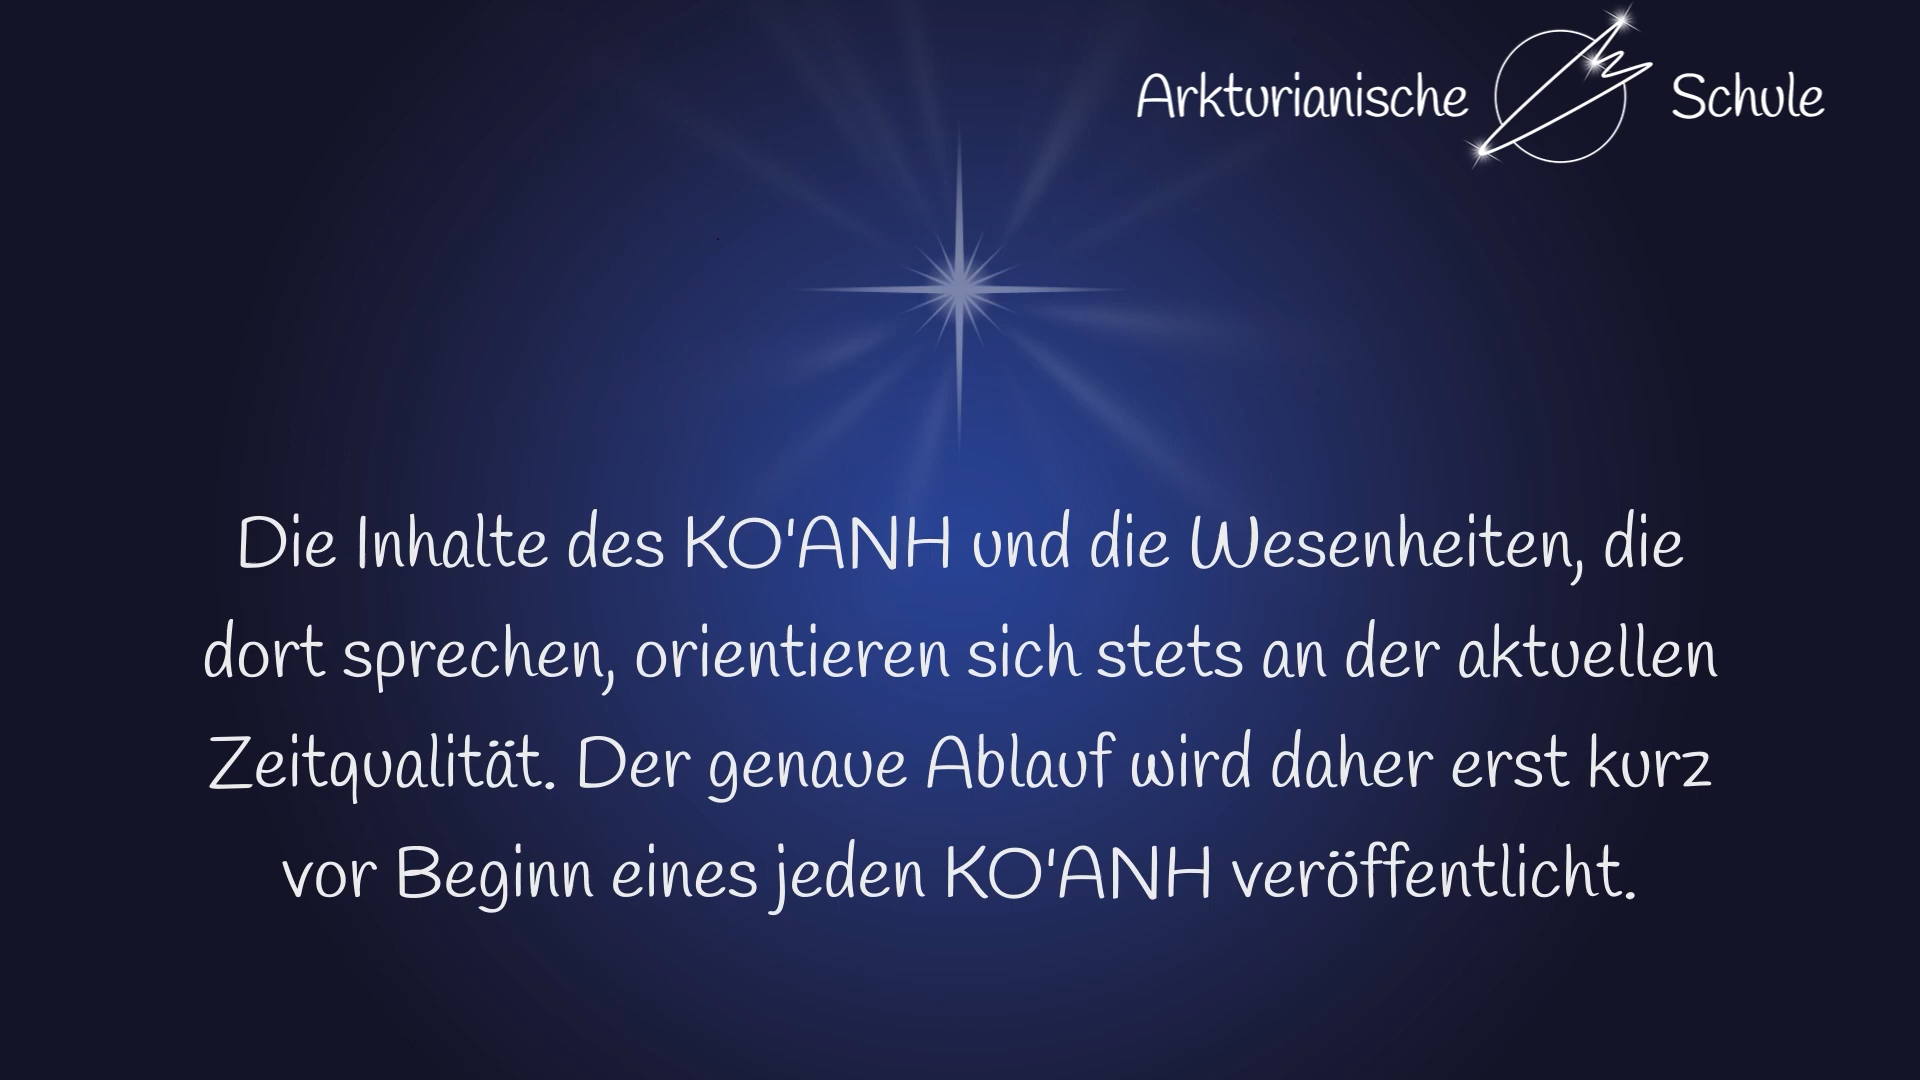 Arkturianische Schule
Die Inhalte des KO'ANH und die Wesenheiten, die
dort sprechen, orientieren sich stets an der aktuellen
Zeitqualität. Der genaue Ablauf wird daher erst kurz
vor Beginn eines jeden KO'ANH veröffentlicht.